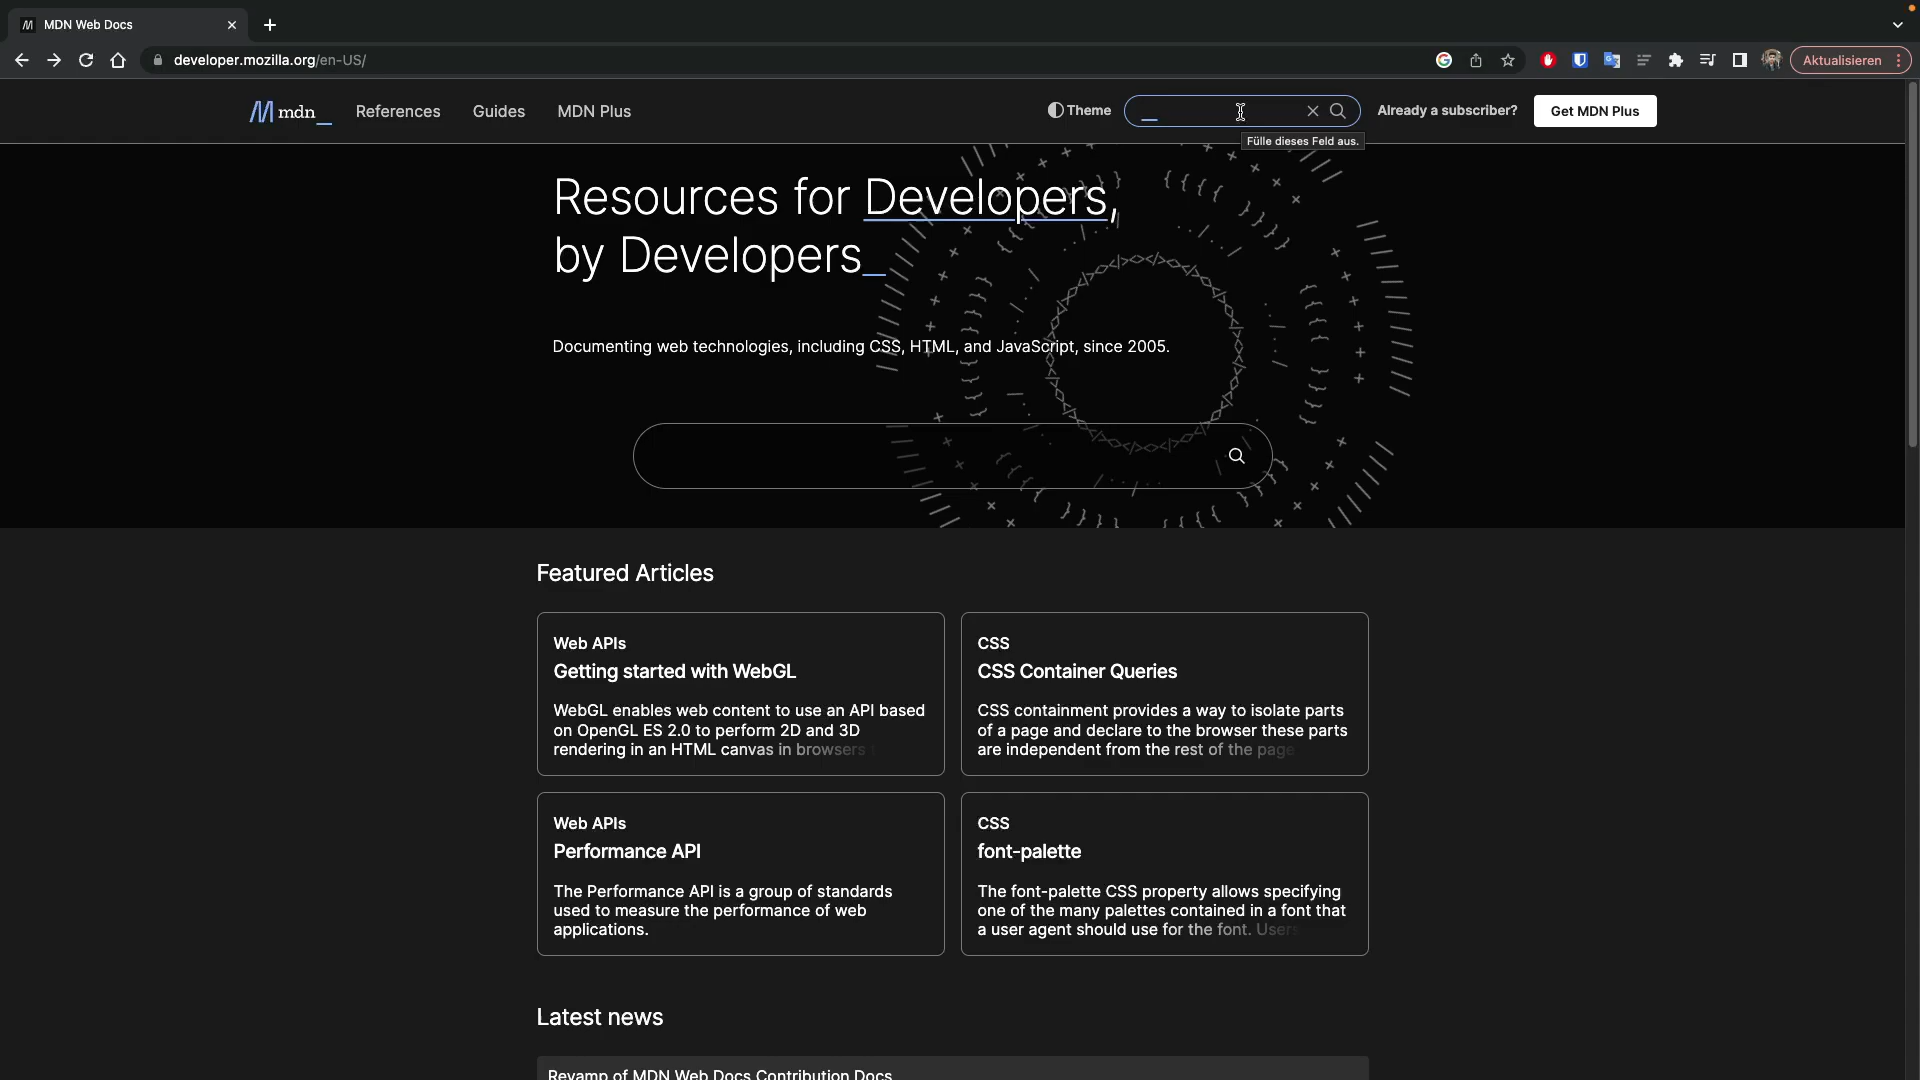 MDN Web Docs
developer.mozilla.org/en-US/
Aktualisieren
mdn_
References
Guides
MDN Plus
Theme
Already a subscriber?
Get MDN Plus
Fülle dieses Feld aus.
Resources for Developers,
by Developers_
Documenting web technologies, including CSS, HTML, and JavaScript, since 2005.
Featured Articles
Web APIs
Getting started with WebGL
WebGL enables web content to use an API based
on OpenGL ES 2.0 to perform 2D and 3D
rendering in an HTML canvas in browsers
CSS
CSS Container Queries
CSS containment provides a way to isolate parts
of a page and declare to the browser these parts
are independent from the rest of the page
Web APIs
Performance API
The Performance API is a group of standards
used to measure the performance of web
applications.
CSS
font-palette
The font-palette CSS property allows specifying
one of the many palettes contained in a font that
a user agent should use for the font. Users
Latest news
Revamp of MDN Web Docs Contribution Docs